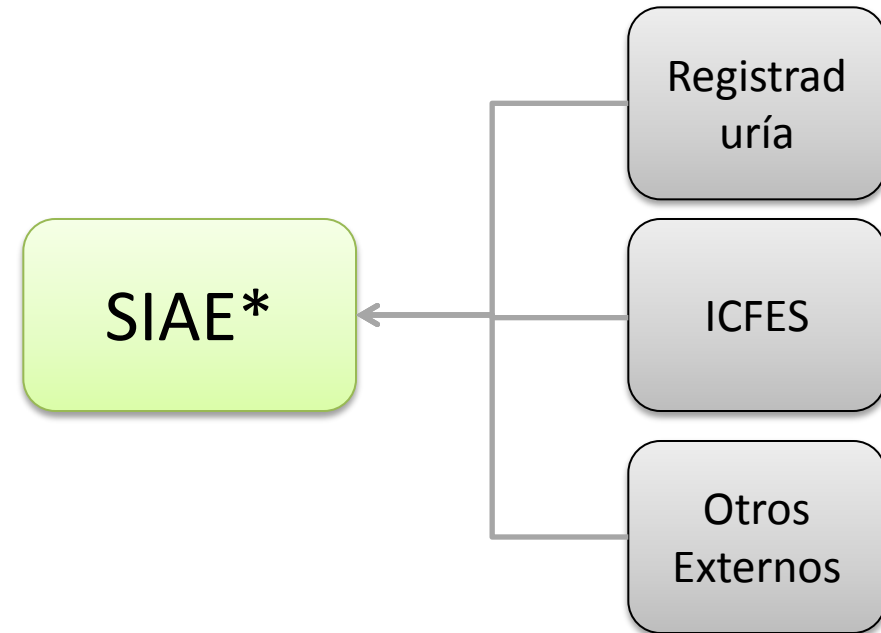 Registrad
uría
SIAE*
ICFES
Otros
Externos